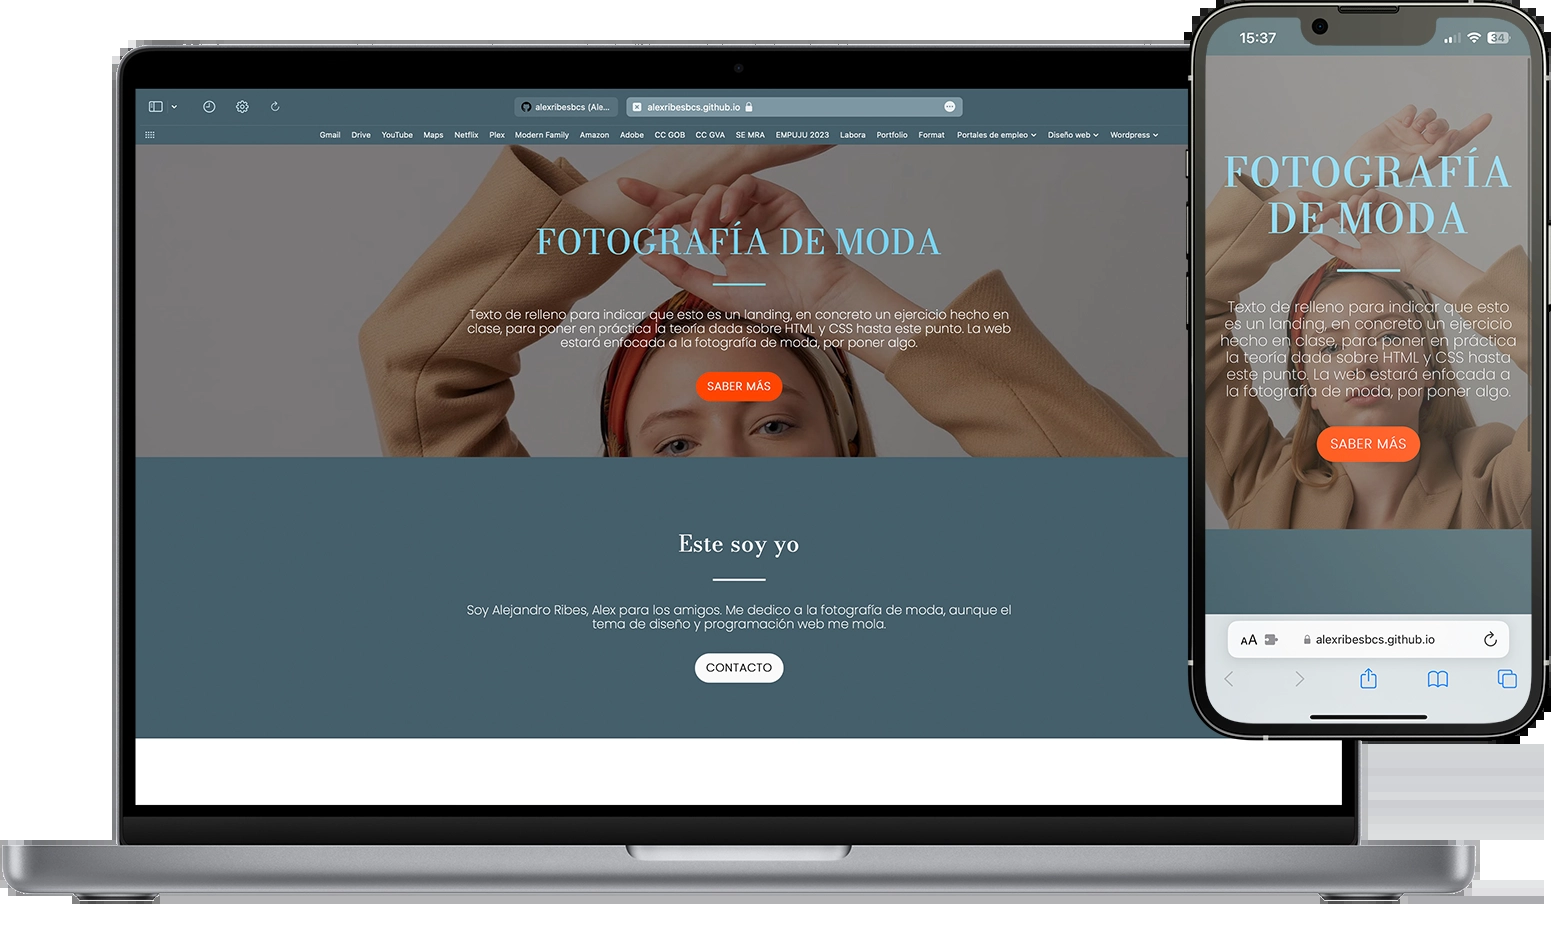 alexribesbcs (Ale...
alexribesbcs.github.io
Gmail Drive YouTube Maps Netflix Plex Modern Family Amazon Adobe CC GOB CC GVA SE MRA EMPUJU 2023 Labora Portfolio Format Portales de empleo Diseño web Wordpress
FOTOGRAFÍA DE MODA
Texto de relleno para indicar que esto es un landing, en concreto un ejercicio hecho en
clase, para poner en práctica la teoría dada sobre HTML y CSS hasta este punto. La web
estará enfocada a la fotografía de moda, por poner algo.
SABER MÁS
Este soy yo
Soy Alejandro Ribes, Alex para los amigos. Me dedico a la fotografía de moda, aunque el
tema de diseño y programación web me mola.
CONTACTO
15:37
34
FOTOGRAFÍA
DE MODA
Texto de relleno para indicar que esto
es un landing, en concreto un ejercicio
hecho en clase, para poner en práctica
la teoría dada sobre HTML y CSS hasta
este punto. La web estará enfocada a
la fotografía de moda, por poner algo.
SABER MÁS
AA
alexribesbcs.github.io